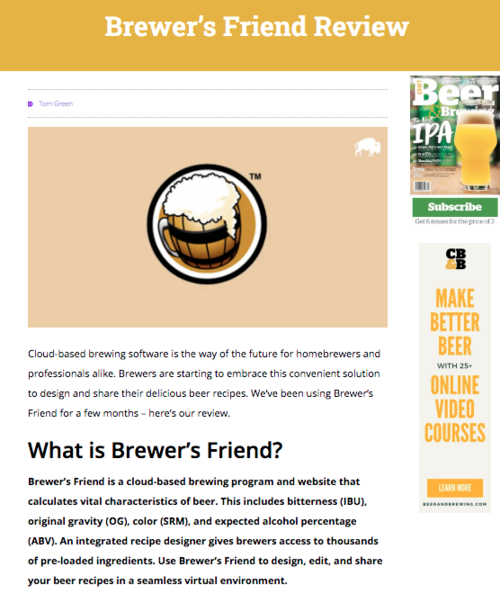 Brewer's Friend Review
Tom Green
TM
Cloud-based brewing software is the way of the future for homebrewers and
professionals alike. Brewers are starting to embrace this convenient solution
to design and share their delicious beer recipes. We've been using Brewer's
Friend for a few months – here's our review.
What is Brewer's Friend?
Brewer's Friend is a cloud-based brewing program and website that
calculates vital characteristics of beer. This includes bitterness (IBU),
original gravity (OG), color (SRM), and expected alcohol percentage
(ABV). An integrated recipe designer gives brewers access to thousands
of pre-loaded ingredients. Use Brewer's Friend to design, edit, and share
your beer recipes in a seamless virtual environment.
Beer
IPA
Subscribe
Get 6 issues for the price of 3
CB
&B
MAKE
BETTER
BEER
WITH 25+
ONLINE
VIDEO
COURSES
LEARN MORE
BEERANDBREWING.COM